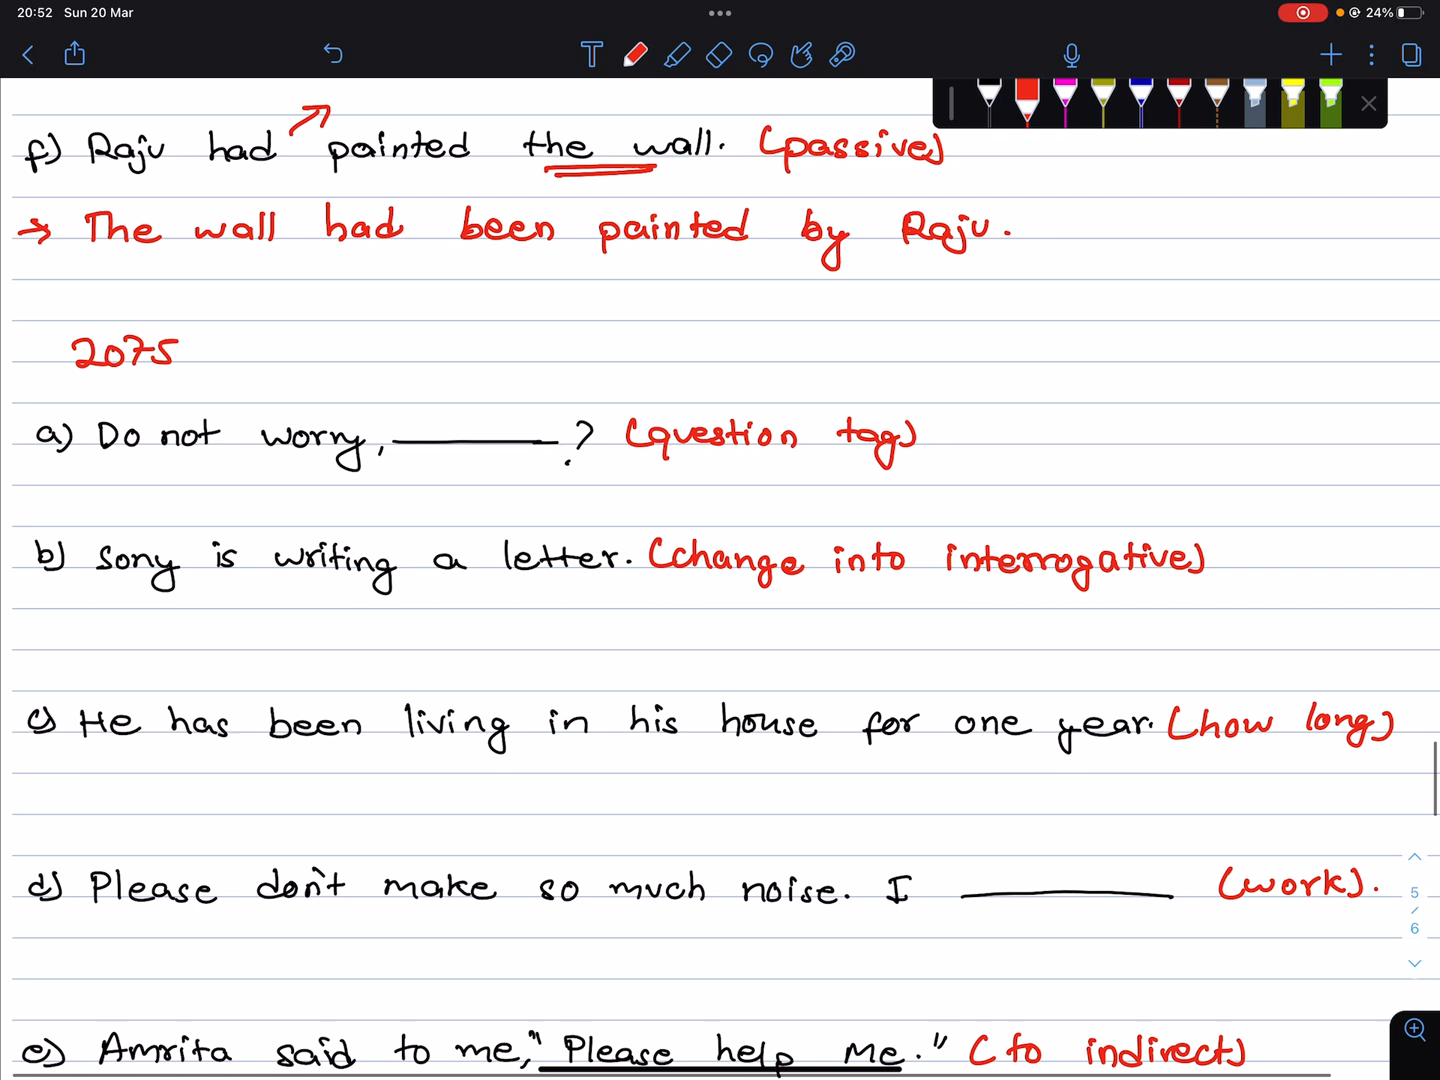 20:52 Sun 20 Mar
24%
f) Raju had painted the wall. (passive)
→ The wall had been painted by Raju.
2075
a) Do not worry, ________? (question tag)
b) Sony is writing a letter. (change into interrogative)
c) He has been living in his house for one year. (how long)
d) Please don't make so much noise. I ________ (work).
5
/
6
e) Amrita said to me, "Please help me." (to indirect)